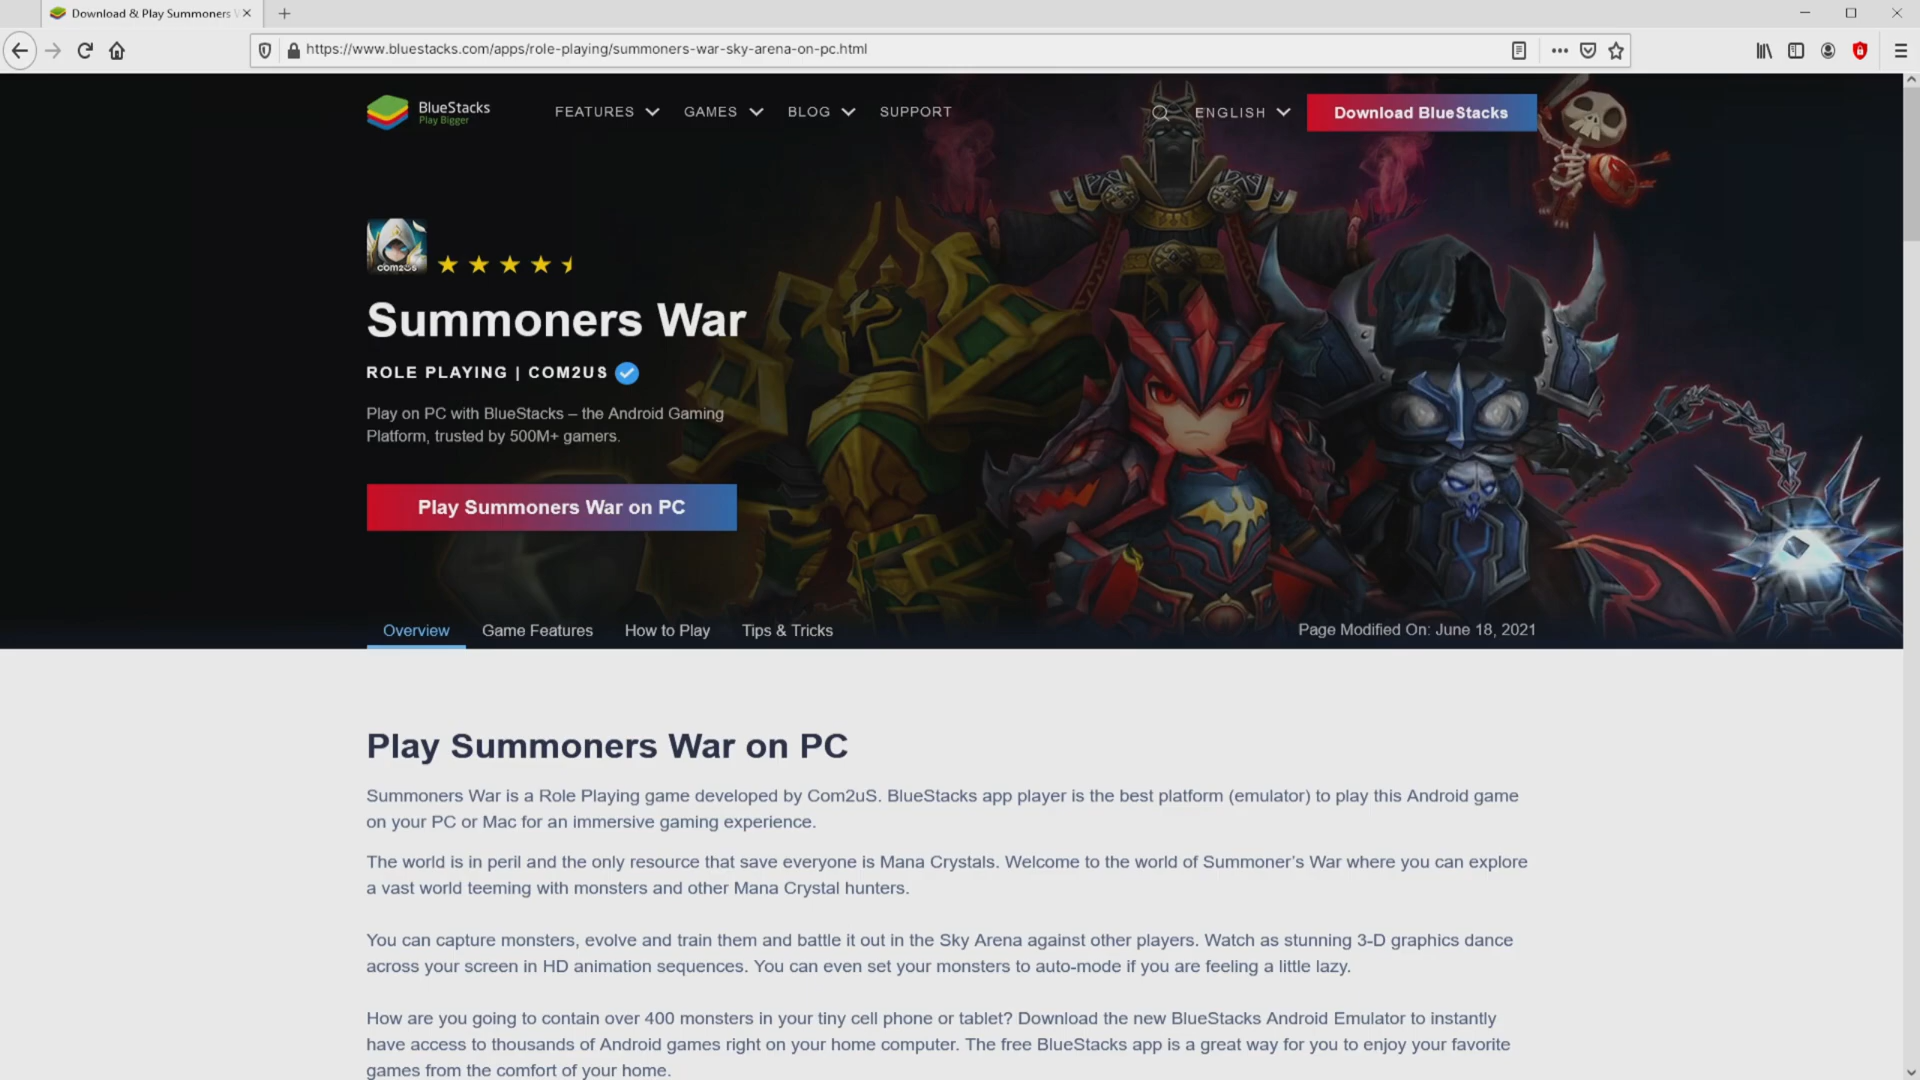 Download & Play Summoners
https://www.bluestacks.com/apps/role-playing/summoners-war-sky-arena-on-pc.html
BlueStacks
Play Bigger
FEATURES GAMES BLOG SUPPORT
ENGLISH
Download BlueStacks
com2us
Summoners War
ROLE PLAYING | COM2US
Play on PC with BlueStacks – the Android Gaming
Platform, trusted by 500M+ gamers.
Play Summoners War on PC
Overview Game Features How to Play Tips & Tricks
Page Modified On: June 18, 2021
Play Summoners War on PC
Summoners War is a Role Playing game developed by Com2uS. BlueStacks app player is the best platform (emulator) to play this Android game
on your PC or Mac for an immersive gaming experience.
The world is in peril and the only resource that save everyone is Mana Crystals. Welcome to the world of Summoner’s War where you can explore
a vast world teeming with monsters and other Mana Crystal hunters.
You can capture monsters, evolve and train them and battle it out in the Sky Arena against other players. Watch as stunning 3-D graphics dance
across your screen in HD animation sequences. You can even set your monsters to auto-mode if you are feeling a little lazy.
How are you going to contain over 400 monsters in your tiny cell phone or tablet? Download the new BlueStacks Android Emulator to instantly
have access to thousands of Android games right on your home computer. The free BlueStacks app is a great way for you to enjoy your favorite
games from the comfort of your home.